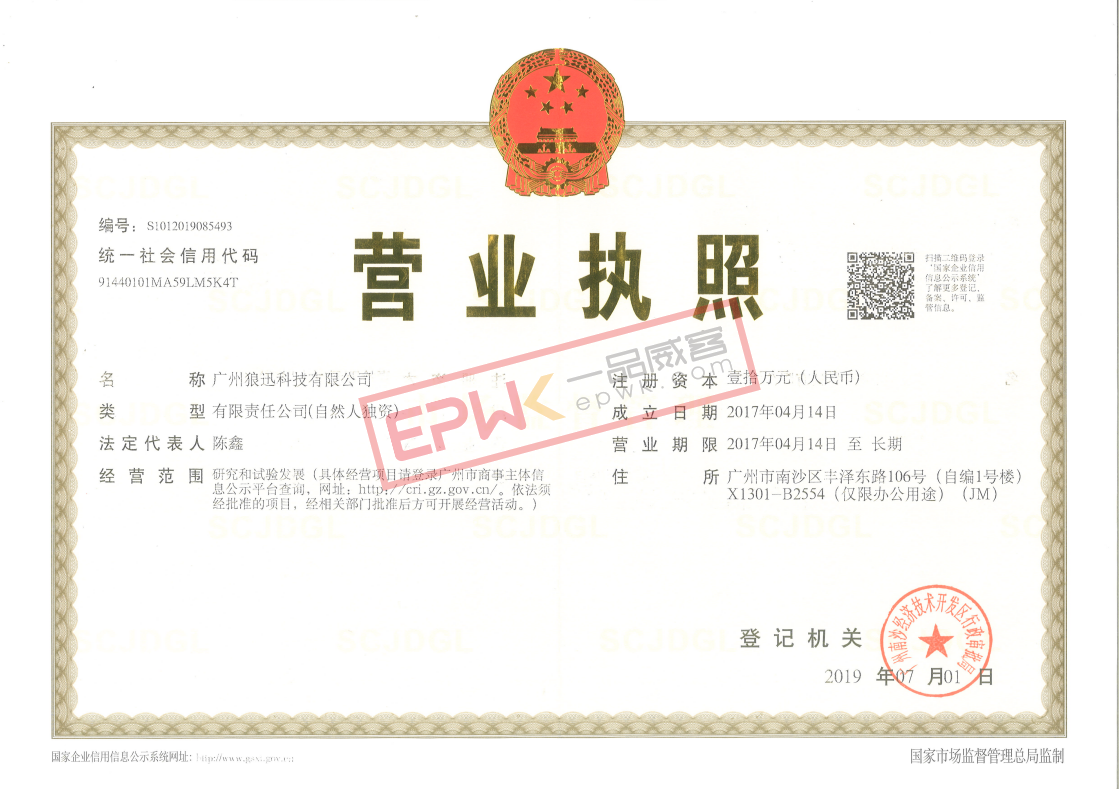 编号: S1012019085493
统一社会信用代码
91440101MA59LM5K4T
营业执照
扫描二维码登录
‘国家企业信用
信息公示系统’
了解更多登记、
备案、许可、监
管信息。
名称 广州狼迅科技有限公司
类型 有限责任公司(自然人独资)
法定代表人 陈鑫
经营范围 研究和试验发展（具体经营项目请登录广州市商事主体信
息公示平台查询，网址：http://cri.gz.gov.cn/。依法须
经批准的项目，经相关部门批准后方可开展经营活动。）
注册资本 壹拾万元（人民币）
成立日期 2017年04月14日
营业期限 2017年04月14日 至 长期
住所 广州市南沙区丰泽东路106号（自编1号楼）
X1301-B2554（仅限办公用途）（JM）
EPWK 一品威客
epwk.com
登记机关
广州南沙经济技术开发区行政审批局
2019 年07 月01 日
国家企业信用信息公示系统网址: http://www.gsxt.gov.cn
国家市场监督管理总局监制
SCJDGL